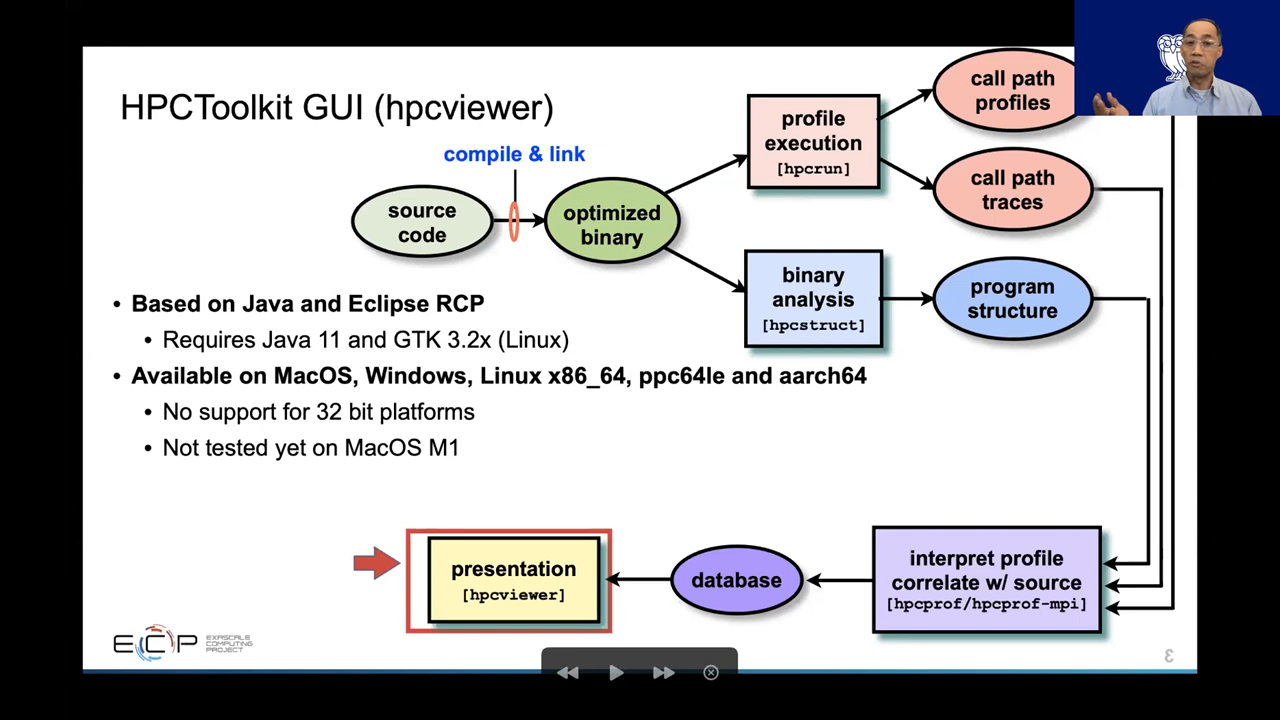 HPCToolkit GUI (hpcviewer)
compile & link
source
code
optimized
binary
profile
execution
[hpcrun]
call path
profiles
call path
traces
binary
analysis
[hpcstruct]
program
structure
• Based on Java and Eclipse RCP
• Requires Java 11 and GTK 3.2x (Linux)
• Available on MacOS, Windows, Linux x86_64, ppc64le and aarch64
• No support for 32 bit platforms
• Not tested yet on MacOS M1
presentation
[hpcviewer]
database
interpret profile
correlate w/ source
[hpcprof/hpcprof-mpi]
ECP
EXASCALE
COMPUTING
PROJECT
3